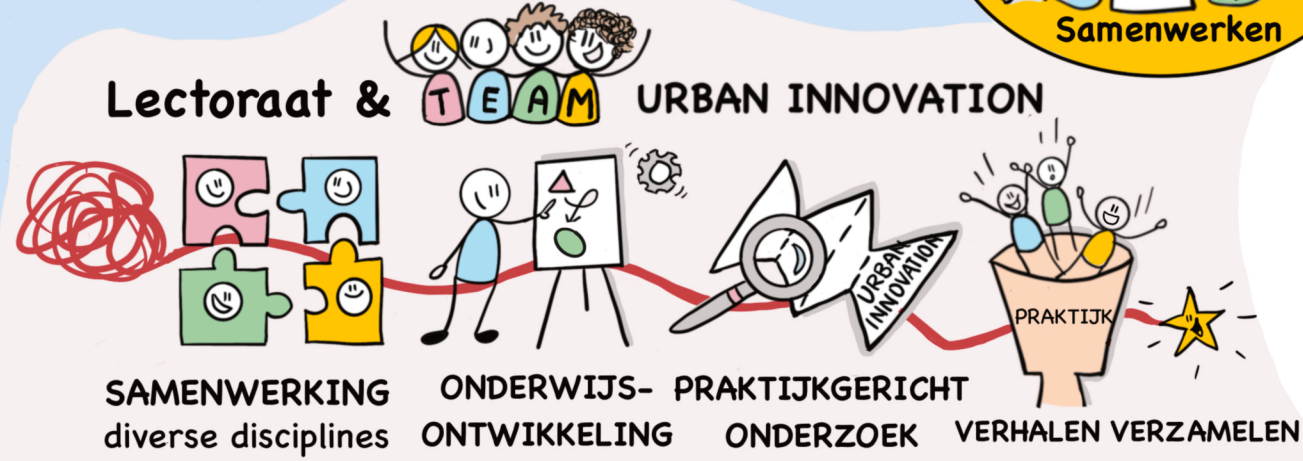 Samenwerken
Lectoraat & TEAM URBAN INNOVATION
URBAN
INNOVATION
PRAKTIJK
SAMENWERKING
diverse disciplines
ONDERWIJS-
ONTWIKKELING
PRAKTIJKGERICHT
ONDERZOEK
VERHALEN VERZAMELEN